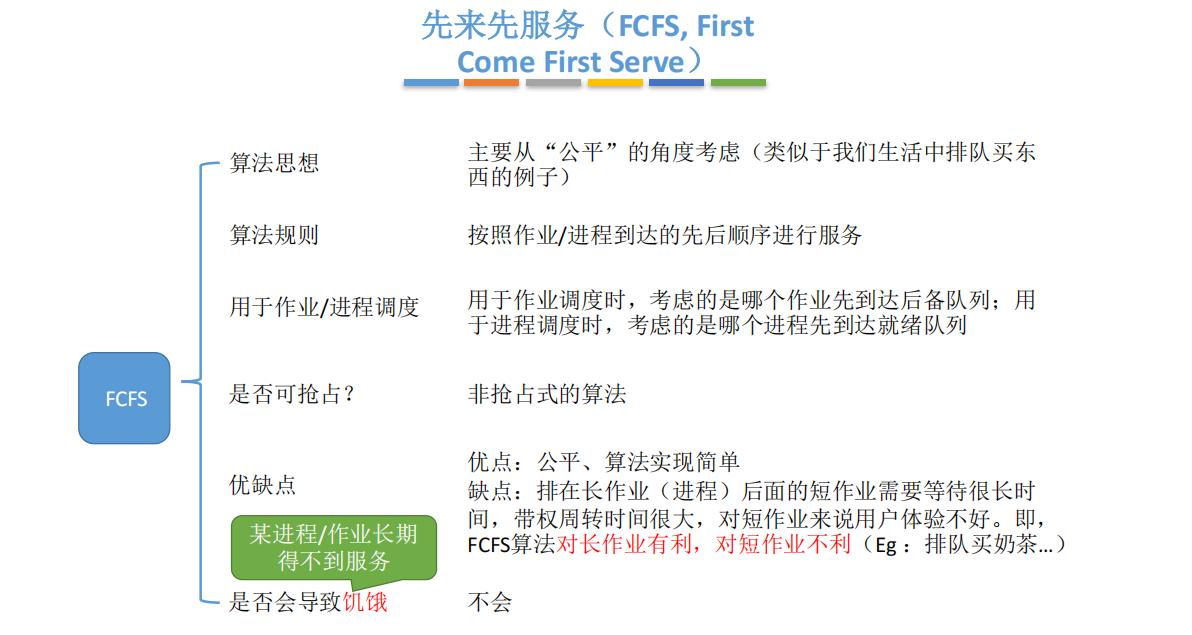 先来先服务（FCFS, First
Come First Serve）
算法思想
主要从“公平”的角度考虑（类似于我们生活中排队买东
西的例子）
算法规则
按照作业/进程到达的先后顺序进行服务
用于作业/进程调度
用于作业调度时，考虑的是哪个作业先到达后备队列；用
于进程调度时，考虑的是哪个进程先到达就绪队列
FCFS
是否可抢占？
非抢占式的算法
优缺点
优点：公平、算法实现简单
缺点：排在长作业（进程）后面的短作业需要等待很长时
间，带权周转时间很大，对短作业来说用户体验不好。即，
FCFS算法对长作业有利，对短作业不利（Eg ：排队买奶茶…）
某进程/作业长期
得不到服务
是否会导致饥饿
不会